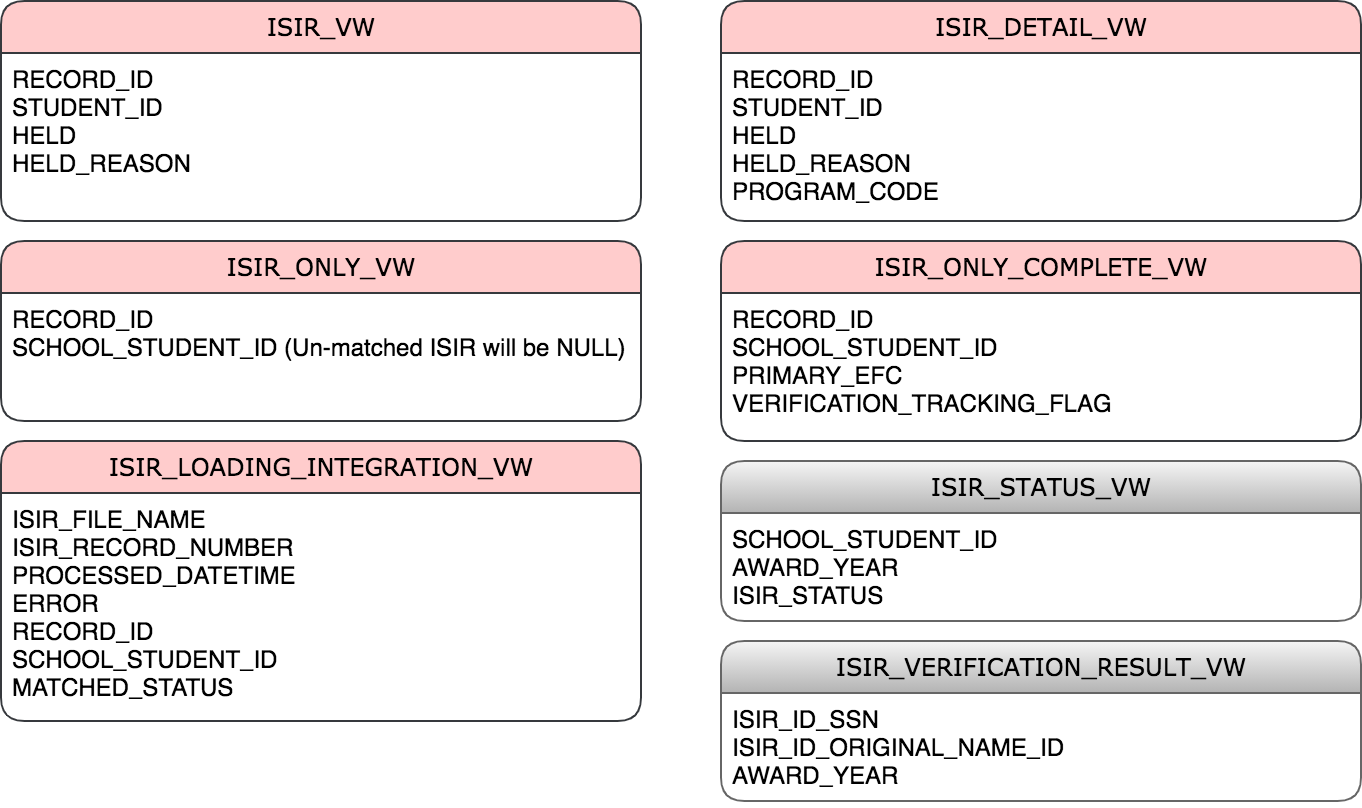 ISIR_VW
RECORD_ID
STUDENT_ID
HELD
HELD_REASON
ISIR_DETAIL_VW
RECORD_ID
STUDENT_ID
HELD
HELD_REASON
PROGRAM_CODE
ISIR_ONLY_VW
RECORD_ID
SCHOOL_STUDENT_ID (Un-matched ISIR will be NULL)
ISIR_ONLY_COMPLETE_VW
RECORD_ID
SCHOOL_STUDENT_ID
PRIMARY_EFC
VERIFICATION_TRACKING_FLAG
ISIR_LOADING_INTEGRATION_VW
ISIR_FILE_NAME
ISIR_RECORD_NUMBER
PROCESSED_DATETIME
ERROR
RECORD_ID
SCHOOL_STUDENT_ID
MATCHED_STATUS
ISIR_STATUS_VW
SCHOOL_STUDENT_ID
AWARD_YEAR
ISIR_STATUS
ISIR_VERIFICATION_RESULT_VW
ISIR_ID_SSN
ISIR_ID_ORIGINAL_NAME_ID
AWARD_YEAR